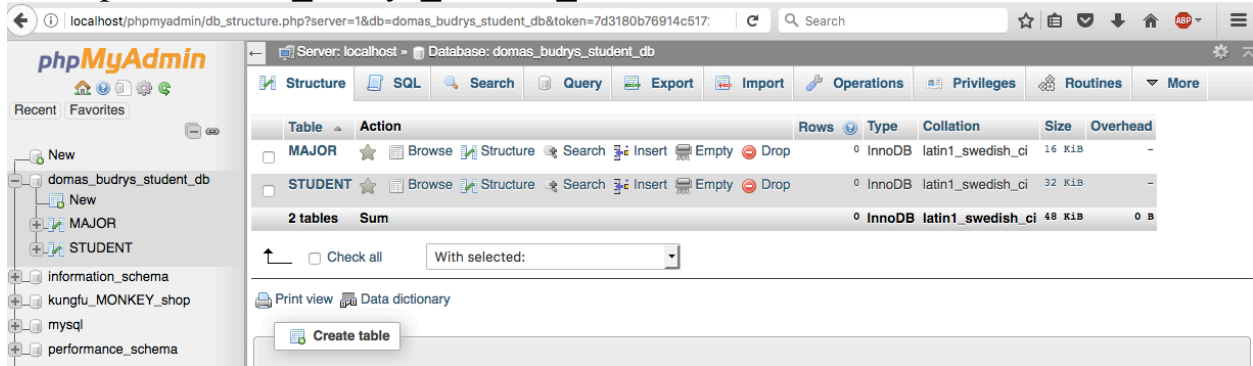 localhost/phpmyadmin/db_structure.php?server=1&db=domas_budrys_student_db&token=7d3180b76914c517
Search
ABP
phpMyAdmin
Recent Favorites
New
domas_budrys_student_db
New
MAJOR
STUDENT
information_schema
kungfu_MONKEY_shop
mysql
performance_schema
Server: localhost » Database: domas_budrys_student_db
Structure SQL Search Query Export Import Operations Privileges Routines More
Table Action Rows Type Collation Size Overhead
MAJOR Browse Structure Search Insert Empty Drop 0 InnoDB latin1_swedish_ci 16 KiB -
STUDENT Browse Structure Search Insert Empty Drop 0 InnoDB latin1_swedish_ci 32 KiB -
2 tables Sum 0 InnoDB latin1_swedish_ci 48 KiB 0 B
Check all With selected:
Print view Data dictionary
Create table